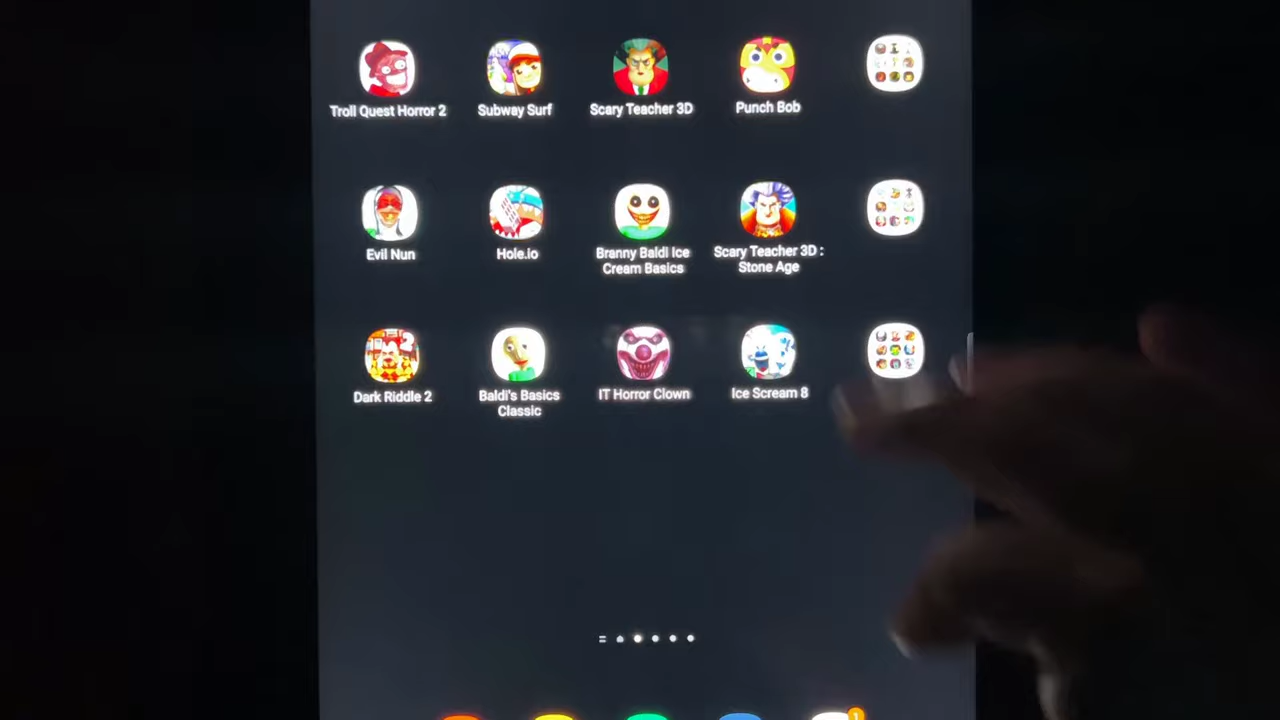 Troll Quest Horror 2
Subway Surf
Scary Teacher 3D
Punch Bob
Evil Nun
Hole.io
Branny Baldi Ice
Cream Basics
Scary Teacher 3D :
Stone Age
Dark Riddle 2
Baldi's Basics
Classic
IT Horror Clown
Ice Scream 8
1